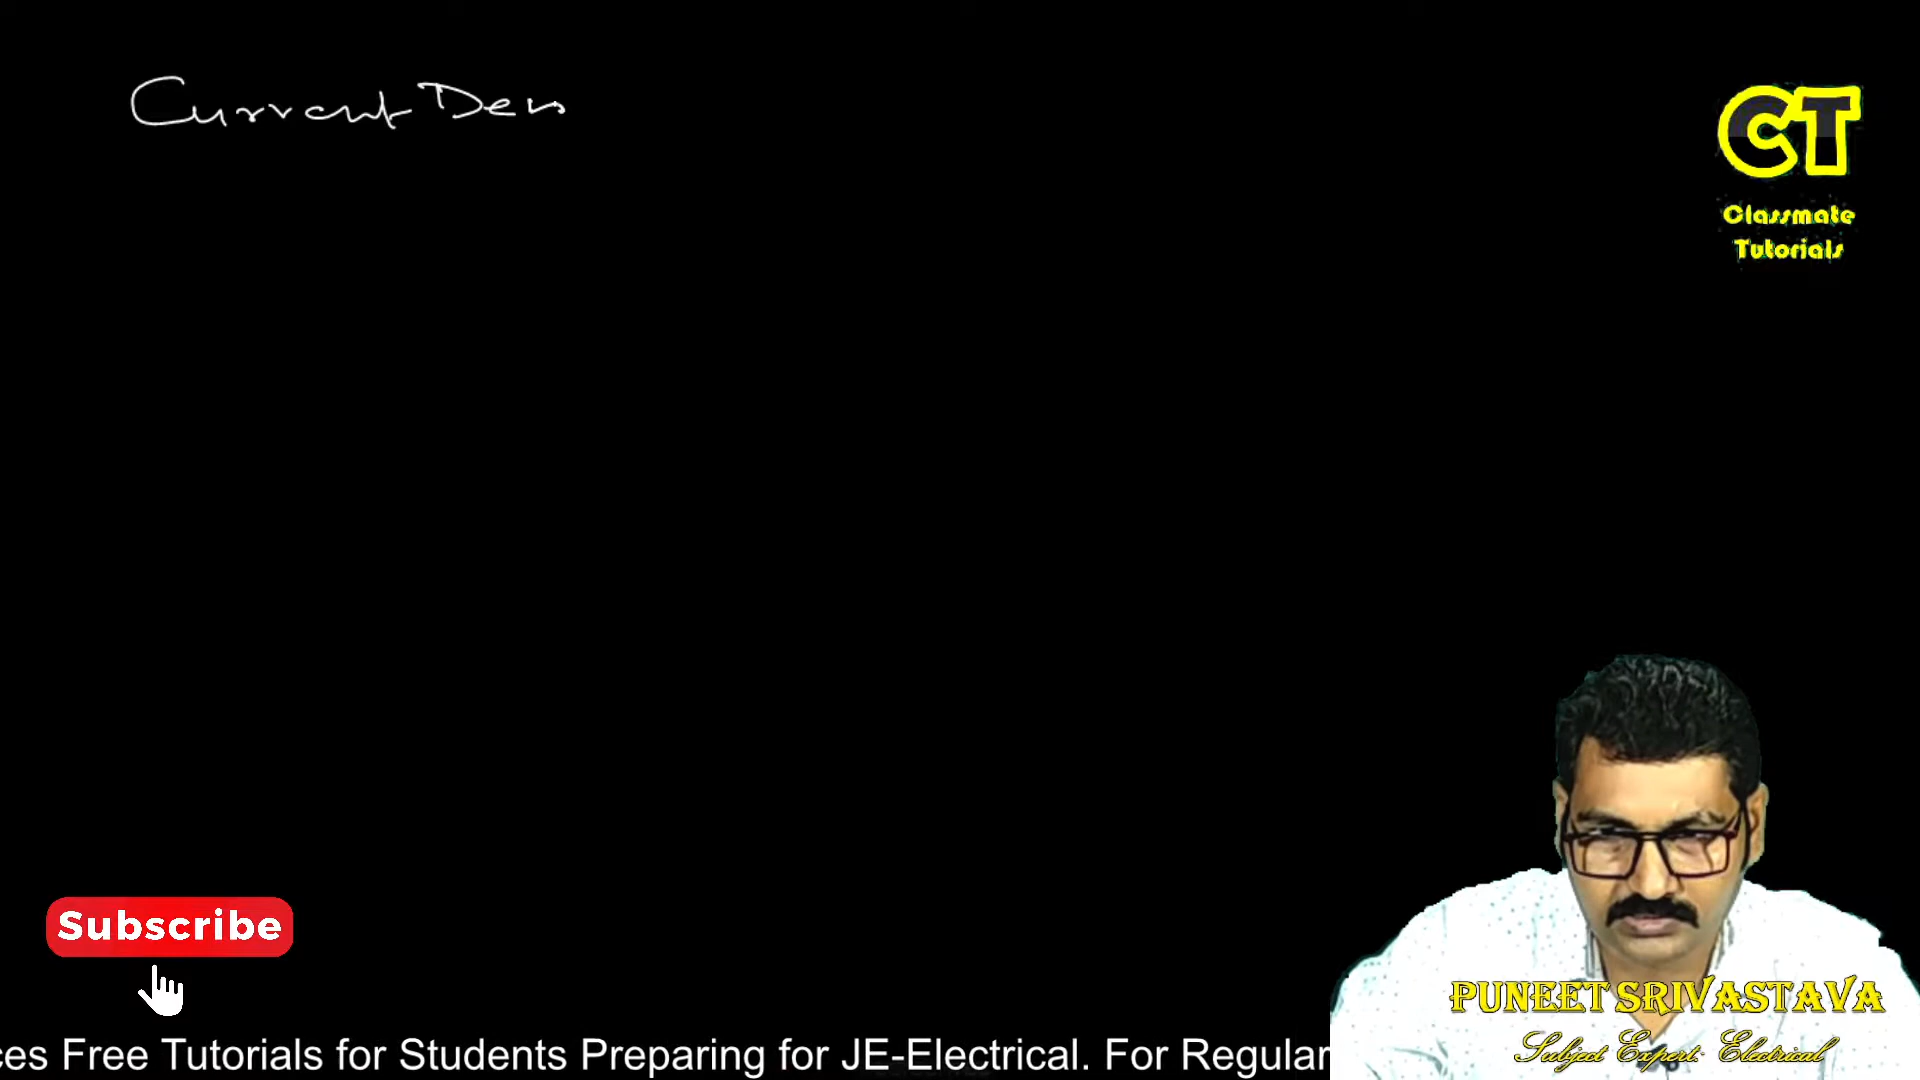 Current Den
CT
Classmate
Tutorials
Subscribe
PUNEET SRIVASTAVA
Subject Expert: Electrical
ces Free Tutorials for Students Preparing for JE-Electrical. For Regular